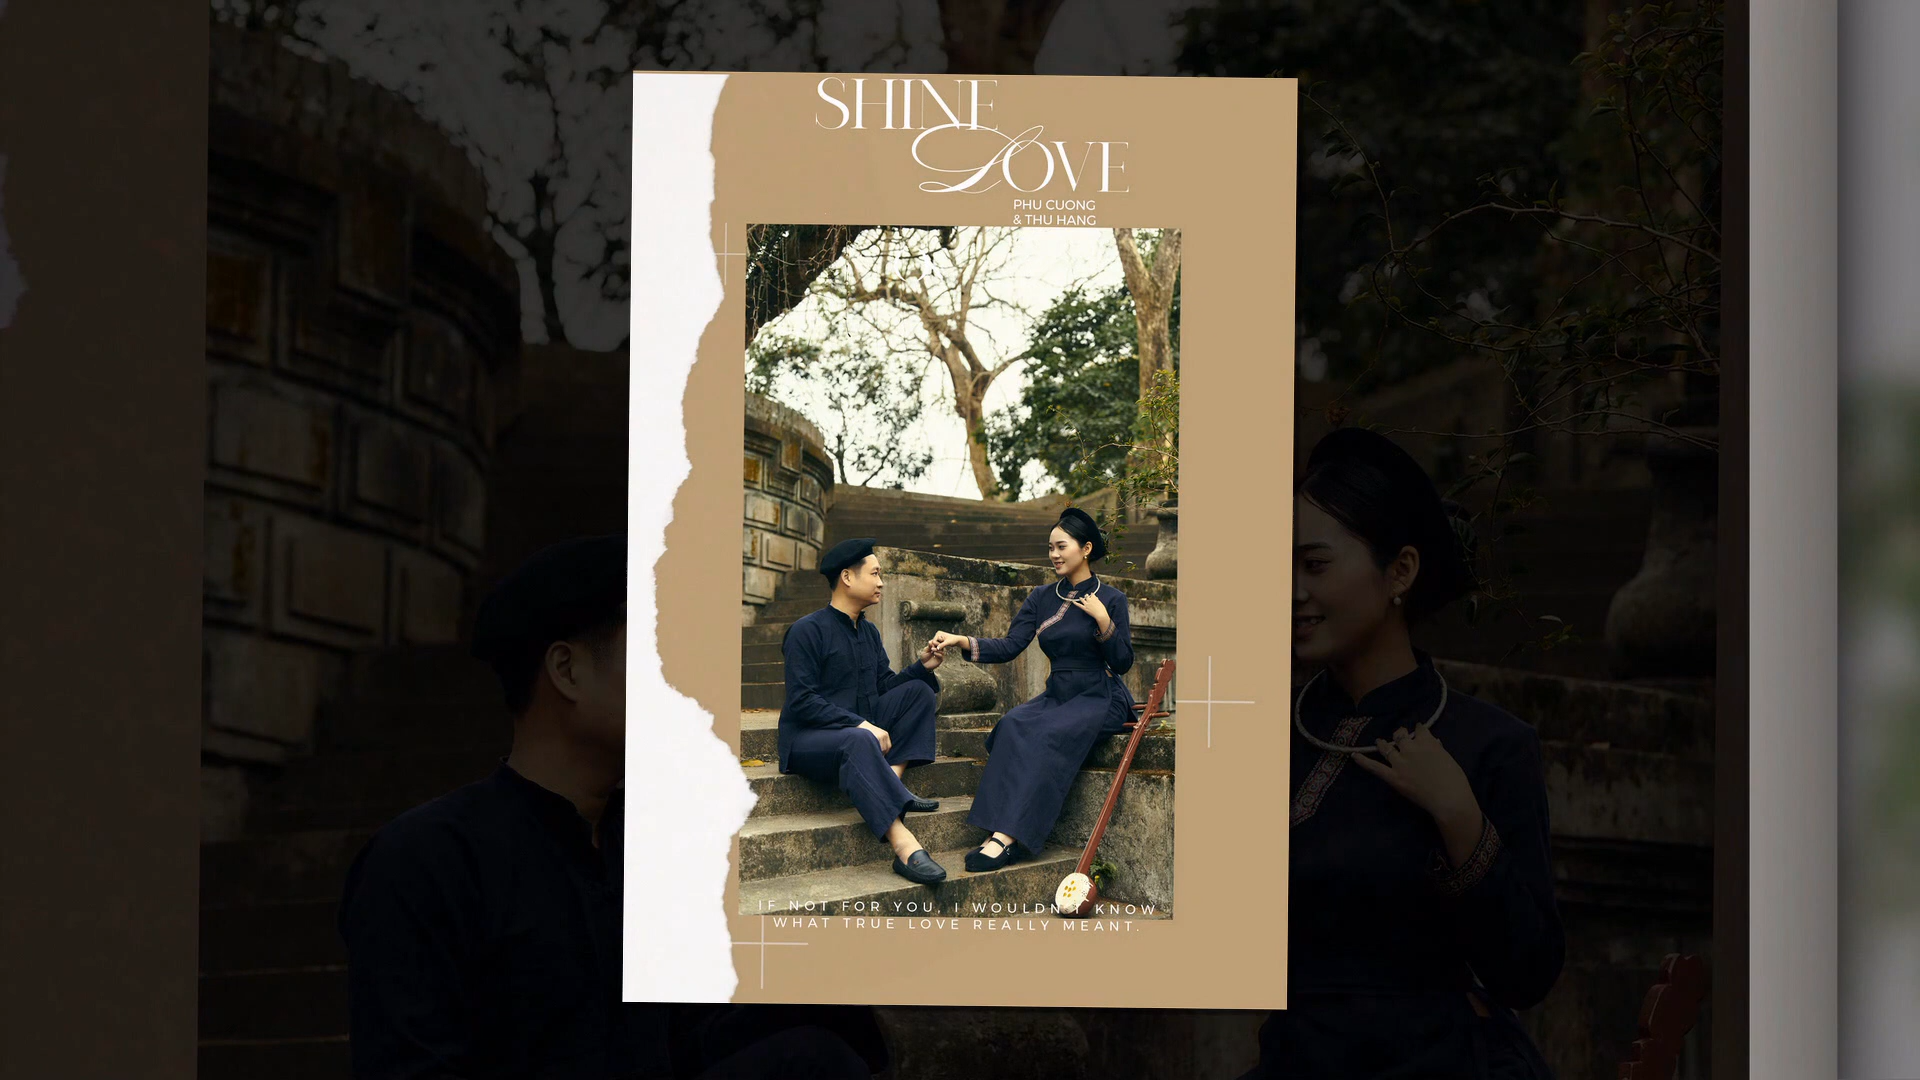 SHINE
LOVE
PHU CUONG
& THU HANG
IF NOT FOR YOU, I WOULDN'T KNOW
WHAT TRUE LOVE REALLY MEANT.